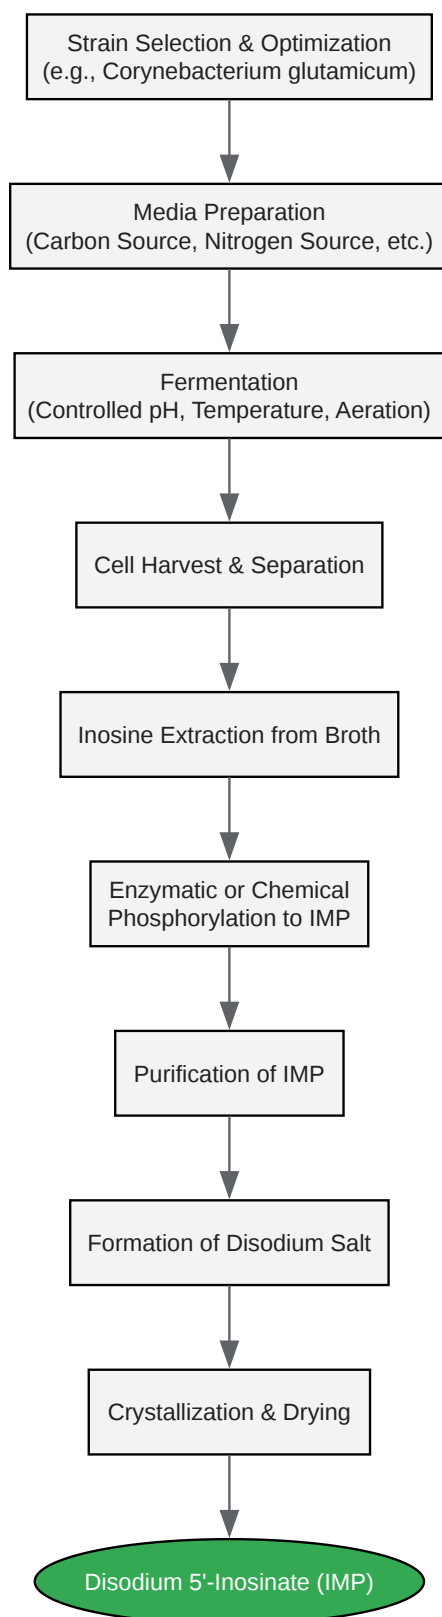 Strain Selection & Optimization
(e.g., Corynebacterium glutamicum)
Media Preparation
(Carbon Source, Nitrogen Source, etc.)
Fermentation
(Controlled pH, Temperature, Aeration)
Cell Harvest & Separation
Inosine Extraction from Broth
Enzymatic or Chemical
Phosphorylation to IMP
Purification of IMP
Formation of Disodium Salt
Crystallization & Drying
Disodium 5'-Inosinate (IMP)